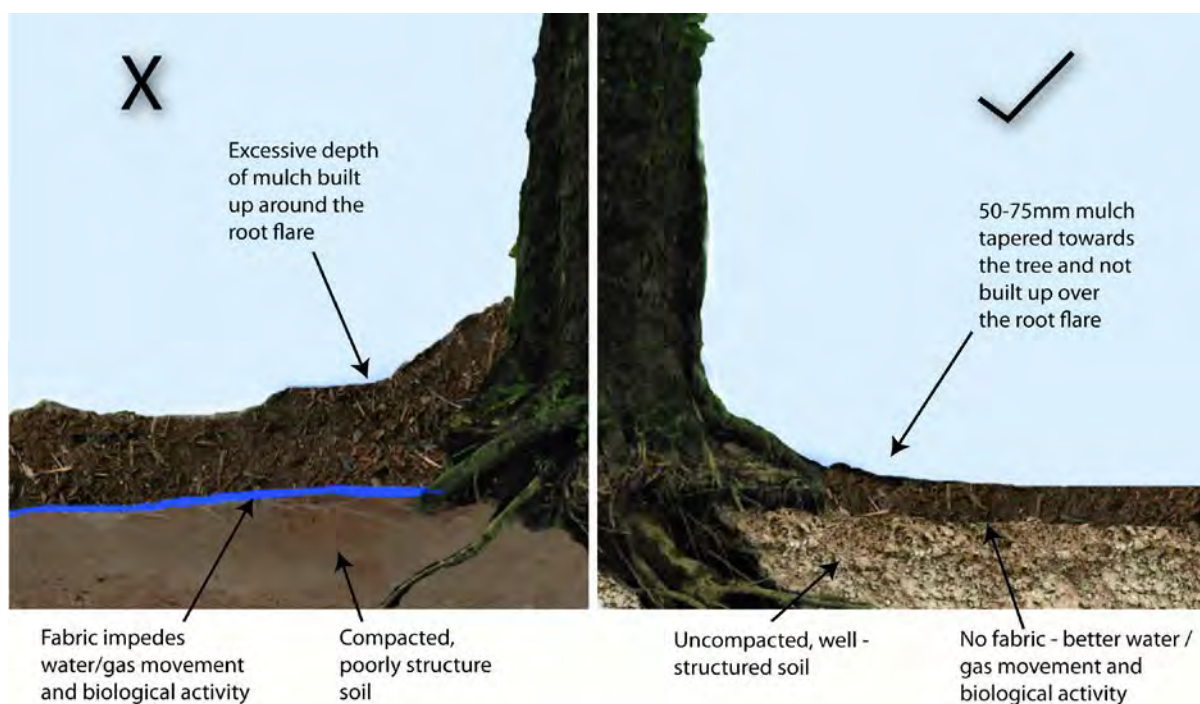 X
Excessive depth
of mulch built
up around the
root flare
Fabric impedes
water/gas movement
and biological activity
Compacted,
poorly structure
soil
50-75mm mulch
tapered towards
the tree and not
built up over
the root flare
Uncompacted, well -
structured soil
No fabric - better water /
gas movement and
biological activity